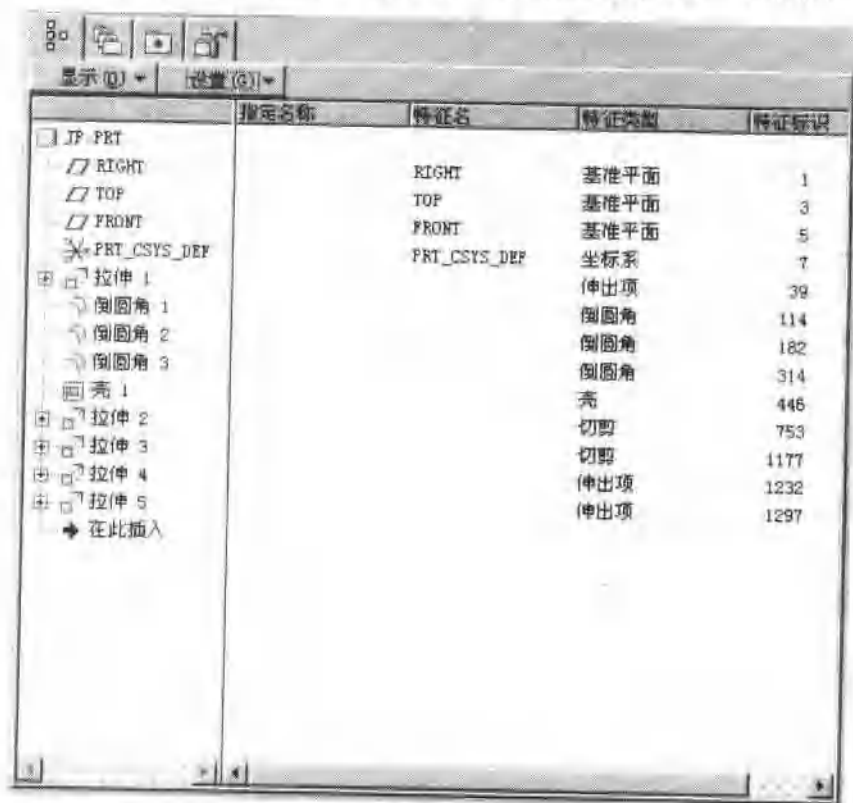 显示(D) 设置(G)
指定名称 特征名 特征类型 特征标识
JP PRT
RIGHT RIGHT 基准平面 1
TOP TOP 基准平面 3
FRONT FRONT 基准平面 5
PRT_CSYS_DEF PRT_CSYS_DEF 坐标系 7
拉伸 1 伸出项 39
倒圆角 1 倒圆角 114
倒圆角 2 倒圆角 182
倒圆角 3 倒圆角 314
壳 1 壳 446
拉伸 2 切剪 753
拉伸 3 切剪 1177
拉伸 4 伸出项 1232
拉伸 5 伸出项 1297
在此插入